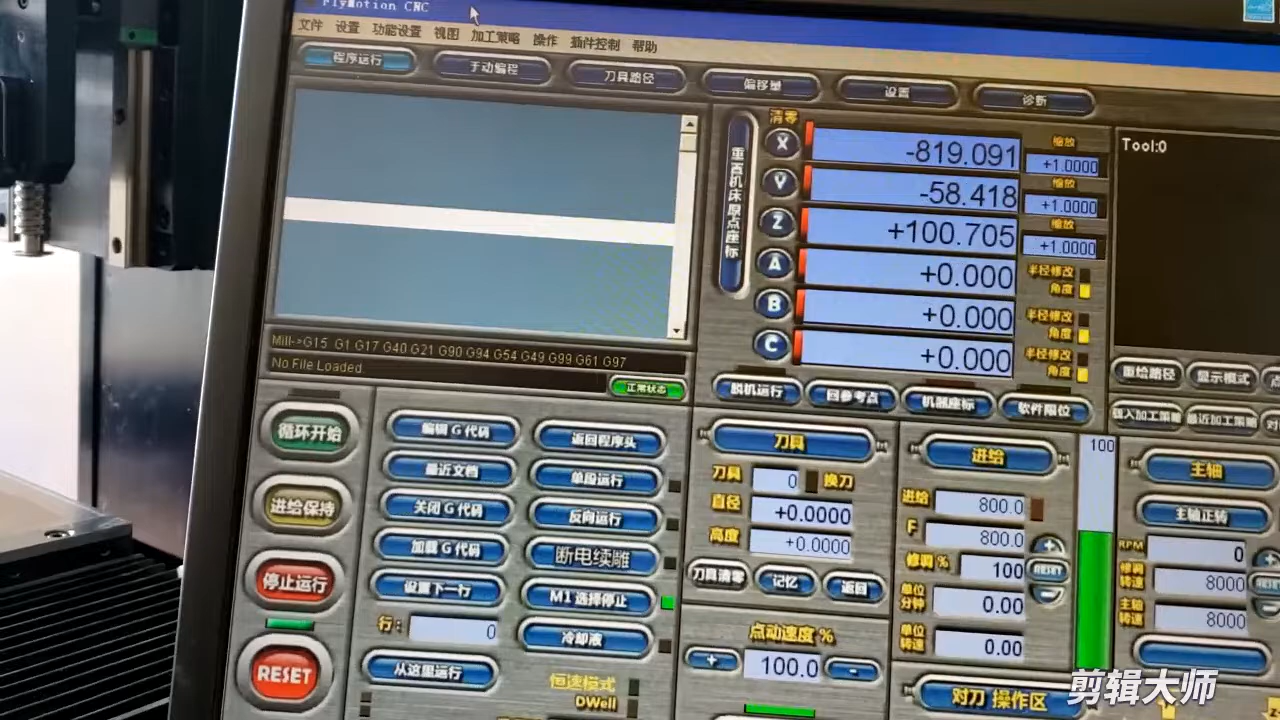 FlyMotion CNC
文件 设置 功能设置 视图 加工策略 操作 插件控制 帮助
程序运行 手动编程 刀具路径 偏移量 设置 诊断
清零
重置机床原点坐标
X -819.091 缩放 +1.0000
Y -58.418 缩放 +1.0000
Z +100.705 缩放 +1.0000
A +0.000 半径修改 角度
B +0.000 半径修改 角度
C +0.000 半径修改 角度
Tool:0
Mill->G15 G1 G17 G40 G21 G90 G94 G54 G49 G99 G61 G97
No File Loaded
正常状态
脱机运行 回参考点 机器座标 软件限位
重绘路径 显示模式
载入加工策略 最近加工策略
循环开始
进给保持
停止运行
RESET
编辑 G 代码 返回程序头
最近文档 单段运行
关闭 G 代码 反向运行
加载 G 代码 断电续雕
设置下一行 M1 选择停止
行: 0 冷却液
从这里运行
恒速模式
DWell
刀具
刀具 0 换刀
直径 +0.0000
高度 +0.0000
刀具清零 记忆 返回
点动速度 %
+ 100.0 -
进给
进给 800.0
F 800.0
修调 % 100 RESET
单位 分钟 0.00
单位 转速 0.00
对刀 操作区
100
主轴
主轴正转
RPM 0
修调 转速 8000
主轴 转速 8000
剪辑大师